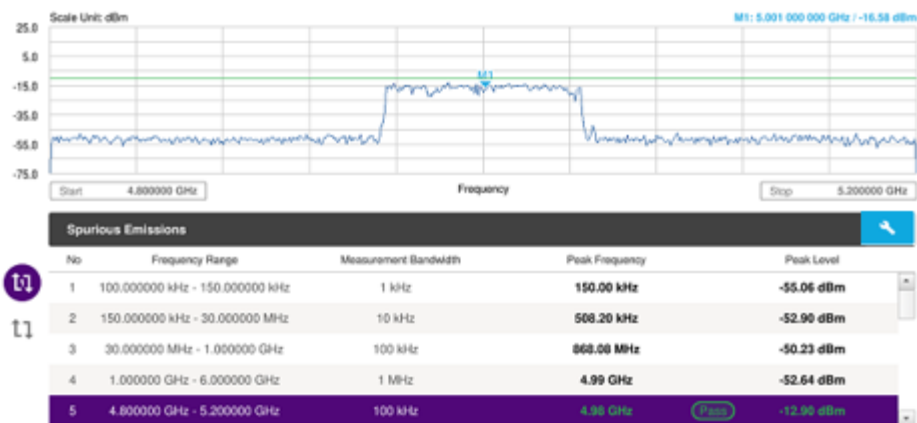 Scale Unit: dBm
M1: 5.001 000 000 GHz / -16.58 dBm
25.0
5.0
M1
-15.0
-35.0
-55.0
-75.0
Start 4.800000 GHz Frequency Stop 5.200000 GHz
Spurious Emissions
No Frequency Range Measurement Bandwidth Peak Frequency Peak Level
1 100.000000 kHz - 150.000000 kHz 1 kHz 150.00 kHz -55.06 dBm
2 150.000000 kHz - 30.000000 MHz 10 kHz 508.20 kHz -52.90 dBm
3 30.000000 MHz - 1.000000 GHz 100 kHz 868.08 MHz -50.23 dBm
4 1.000000 GHz - 6.000000 GHz 1 MHz 4.99 GHz -52.64 dBm
5 4.800000 GHz - 5.200000 GHz 100 kHz 4.98 GHz Pass -12.90 dBm